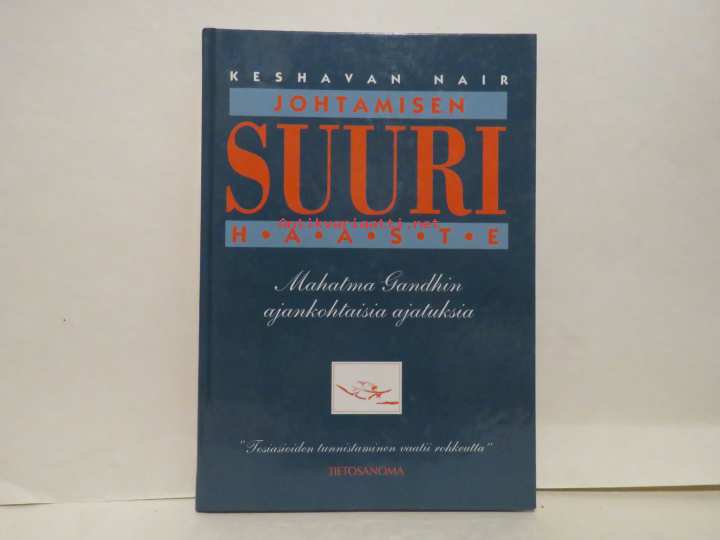 KESHAVAN NAIR
JOHTAMISEN
SUURI
antikvariaatti.net
H•A•A•S•T•E
Mahatma Gandhin
ajankohtaisia ajatuksia
"Tosiasioiden tunnistaminen vaatii rohkeutta"
TIETOSANOMA